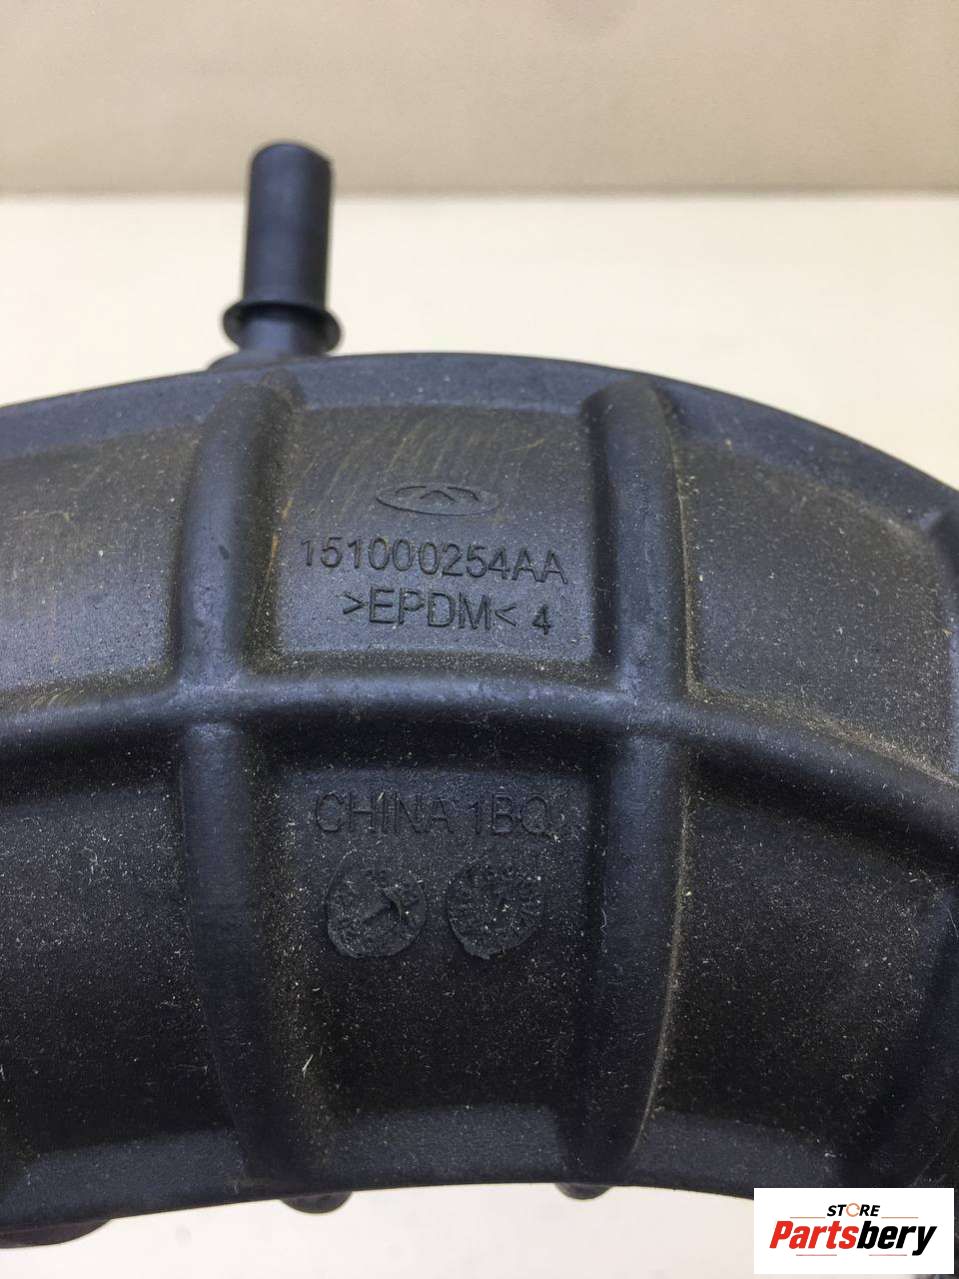 151000254AA
>EPDM< 4
CHINA 1BQ
STORE
Partsbery